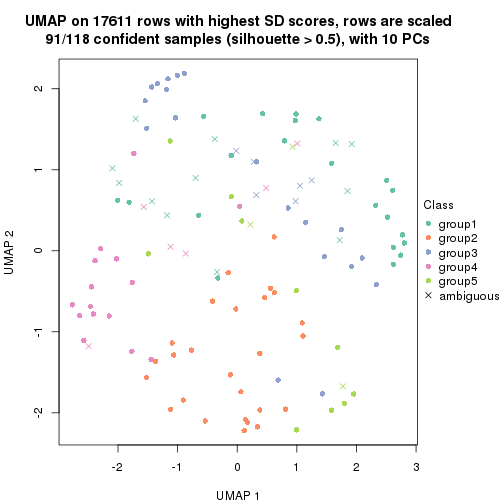 UMAP on 17611 rows with highest SD scores, rows are scaled
91/118 confident samples (silhouette > 0.5), with 10 PCs
UMAP 2
2
1
0
-1
-2
-2
-1
0
1
2
3
UMAP 1
Class
group1
group2
group3
group4
group5
ambiguous